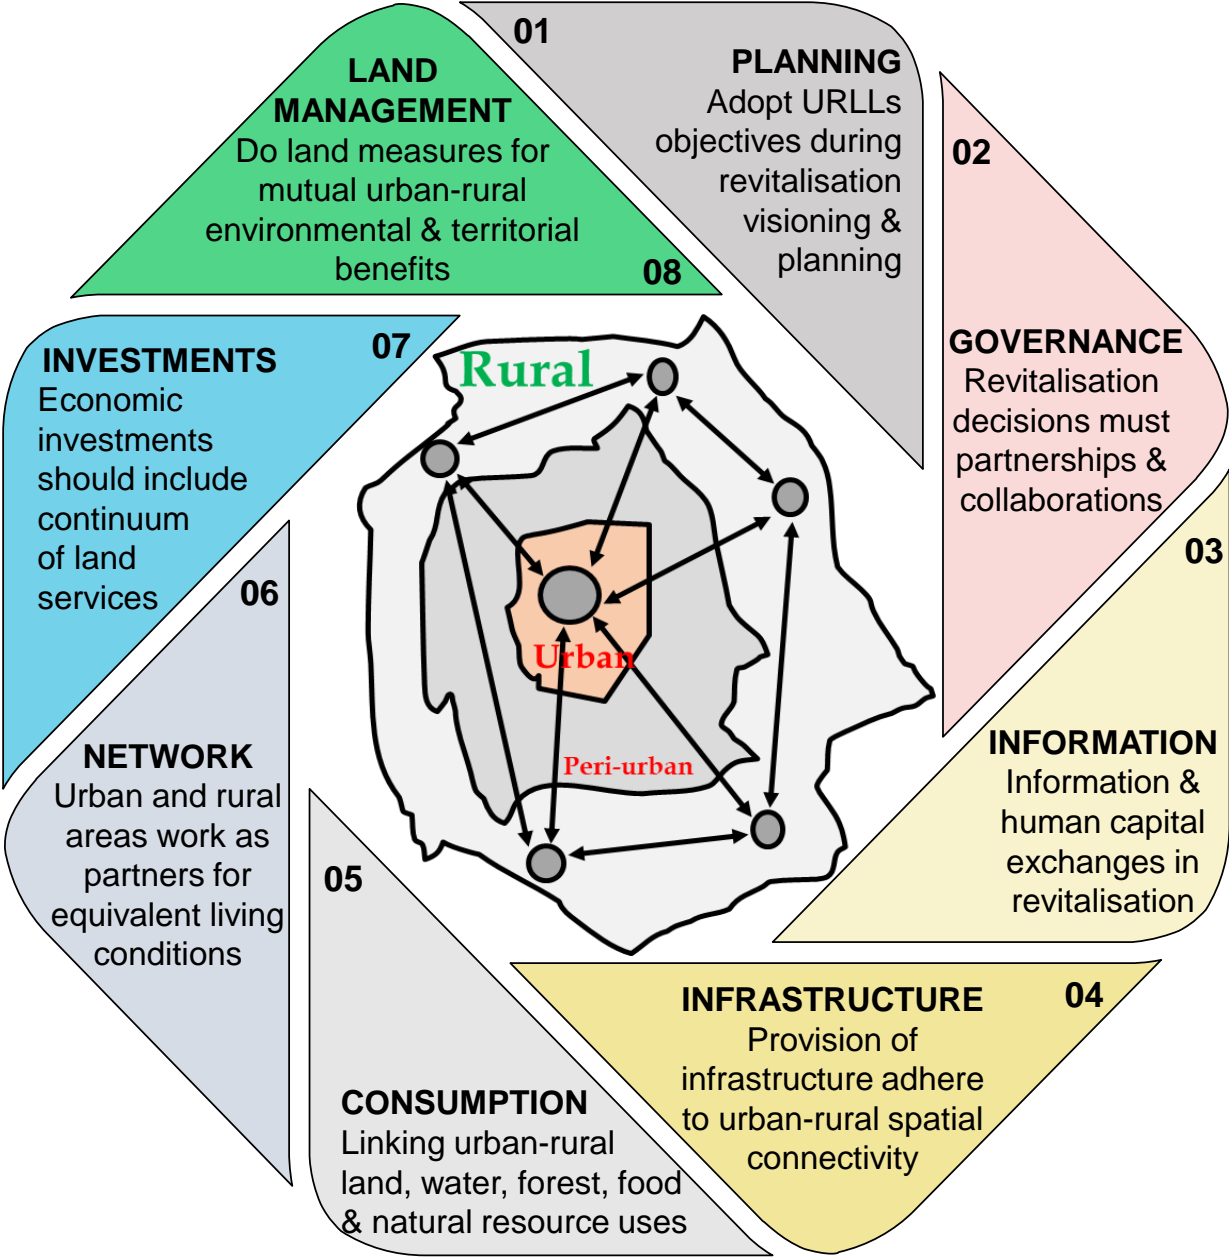 01
PLANNING
Adopt URLLs
objectives during
revitalisation
visioning &
planning
02
GOVERNANCE
Revitalisation
decisions must
partnerships &
collaborations
03
INFORMATION
Information &
human capital
exchanges in
revitalisation
04
INFRASTRUCTURE
Provision of
infrastructure adhere
to urban-rural spatial
connectivity
05
CONSUMPTION
Linking urban-rural
land, water, forest, food
& natural resource uses
06
NETWORK
Urban and rural
areas work as
partners for
equivalent living
conditions
07
INVESTMENTS
Economic
investments
should include
continuum
of land
services
LAND
MANAGEMENT
Do land measures for
mutual urban-rural
environmental & territorial
benefits
08
Rural
Urban
Peri-urban